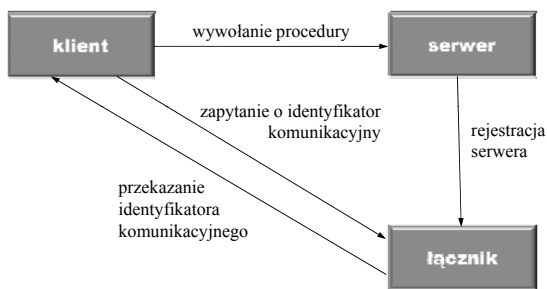 klient
wywołanie procedury
serwer
zapytanie o identyfikator
komunikacyjny
rejestracja
serwera
przekazanie
identyfikatora
komunikacyjnego
łącznik